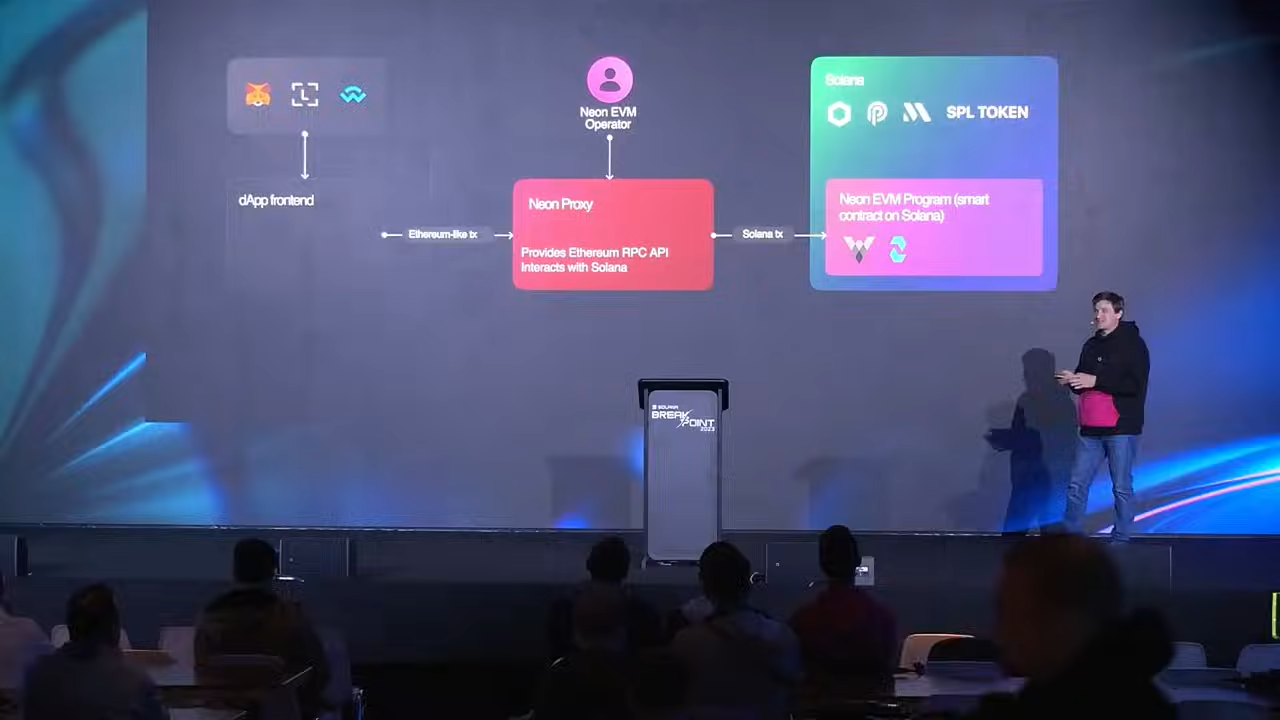 dApp frontend
Ethereum-like tx
Neon EVM
Operator
Neon Proxy
Provides Ethereum RPC API
Interacts with Solana
Solana tx
Solana
SPL TOKEN
Neon EVM Program (smart
contract on Solana)
SOLANA
BREAK
POINT
2023